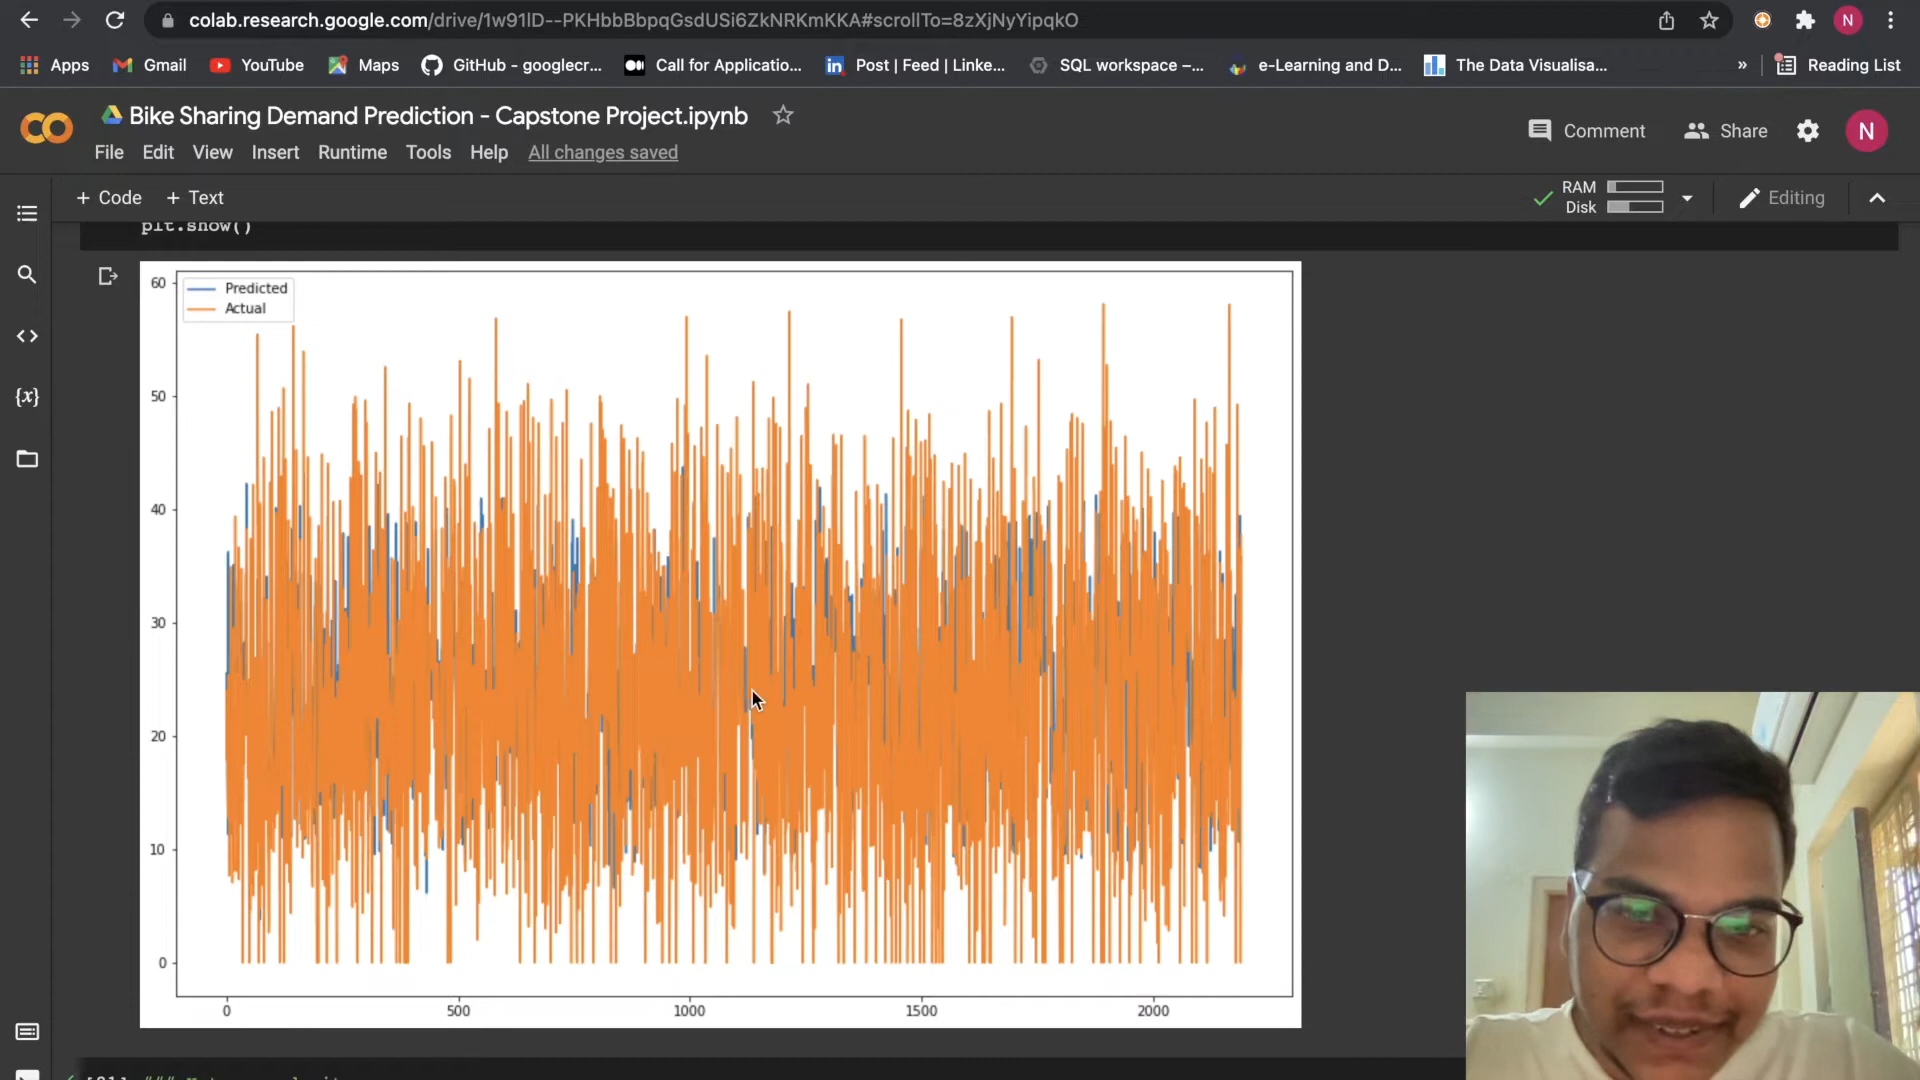 colab.research.google.com/drive/1w91ID--PKHbbBbpqGsdUSi6ZkNRKmKKA#scrollTo=8zXjNyYipqkO
N
Apps
Gmail
YouTube
Maps
GitHub - googlecr...
Call for Applicatio...
Post | Feed | Linke...
SQL workspace –...
e-Learning and D...
The Data Visualisa...
»
Reading List
Bike Sharing Demand Prediction - Capstone Project.ipynb
Comment
Share
N
File Edit View Insert Runtime Tools Help All changes saved
+ Code + Text
RAM
Disk
Editing
plt.show()
{x}
Predicted
Actual
60
50
40
30
20
10
0
0 500 1000 1500 2000